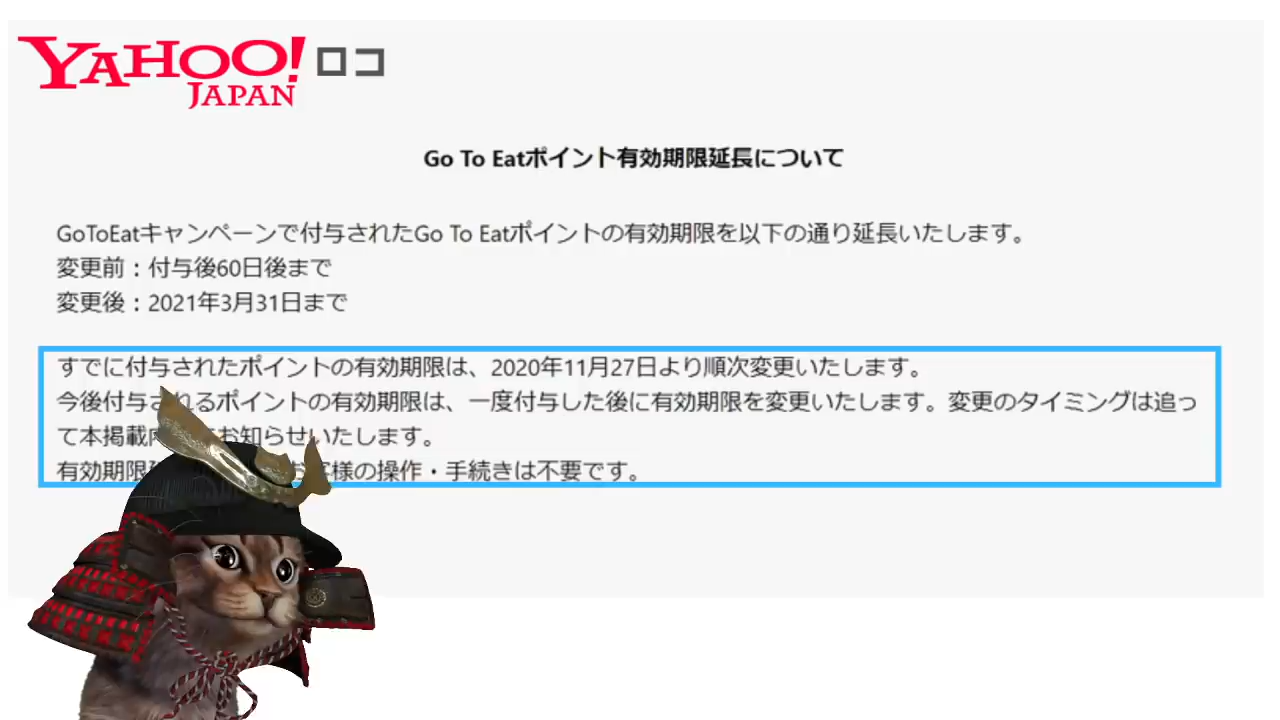 YAHOO! ロコ
JAPAN
Go To Eatポイント有効期限延長について
GoToEatキャンペーンで付与されたGo To Eatポイントの有効期限を以下の通り延長いたします。
変更前：付与後60日後まで
変更後：2021年3月31日まで
すでに付与されたポイントの有効期限は、2020年11月27日より順次変更いたします。
今後付与されるポイントの有効期限は、一度付与した後に有効期限を変更いたします。変更のタイミングは追っ
て本掲載 お知らせいたします。
有効期限 客様の操作・手続きは不要です。